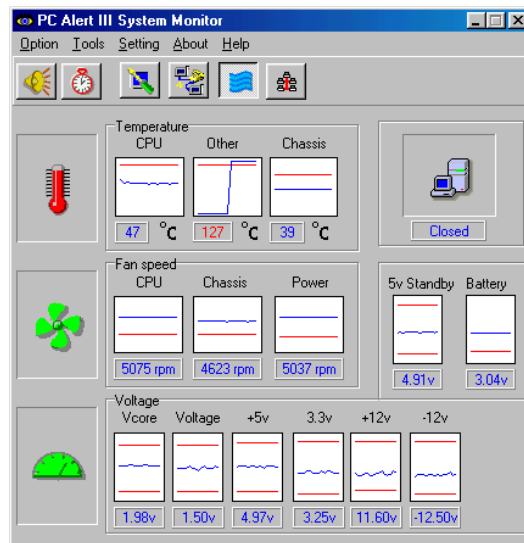 PC Alert III System Monitor
Option Tools Setting About Help
Temperature
CPU Other Chassis
47 °C 127 °C 39 °C
Closed
Fan speed
CPU Chassis Power
5075 rpm 4623 rpm 5037 rpm
5v Standby Battery
4.91v 3.04v
Voltage
Vcore Voltage +5v 3.3v +12v -12v
1.98v 1.50v 4.97v 3.25v 11.60v -12.50v